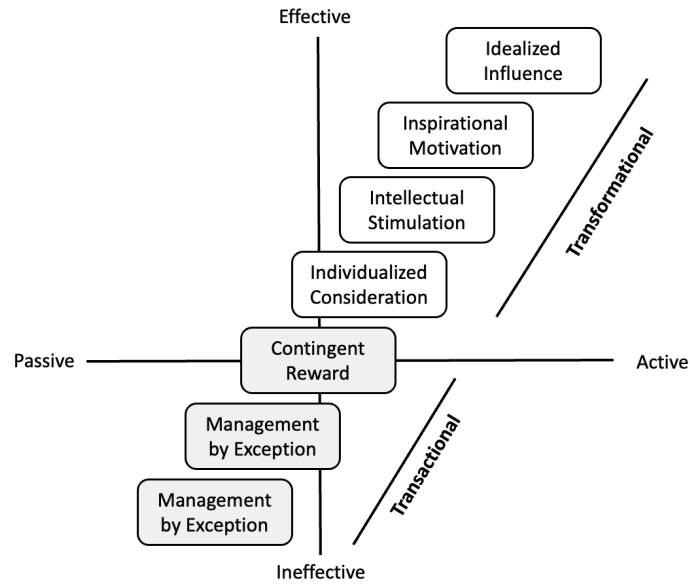 Effective
Idealized
Influence
Inspirational
Motivation
Transformational
Intellectual
Stimulation
Individualized
Consideration
Passive
Contingent
Reward
Active
Management
by Exception
Transactional
Management
by Exception
Ineffective